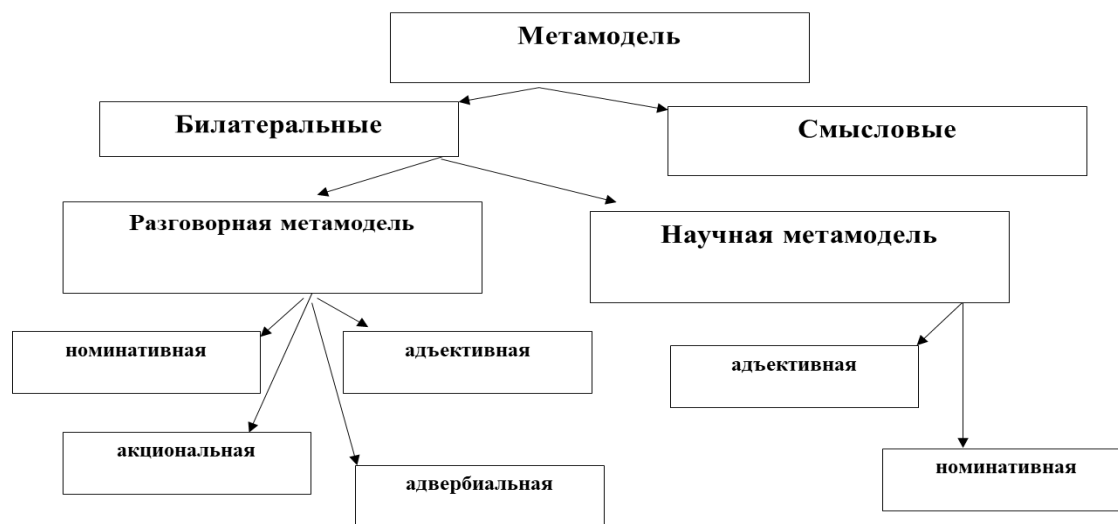 Метамодель
Билатеральные
Смысловые
Разговорная метамодель
Научная метамодель
номинативная
адъективная
адъективная
акциональная
адвербиальная
номинативная